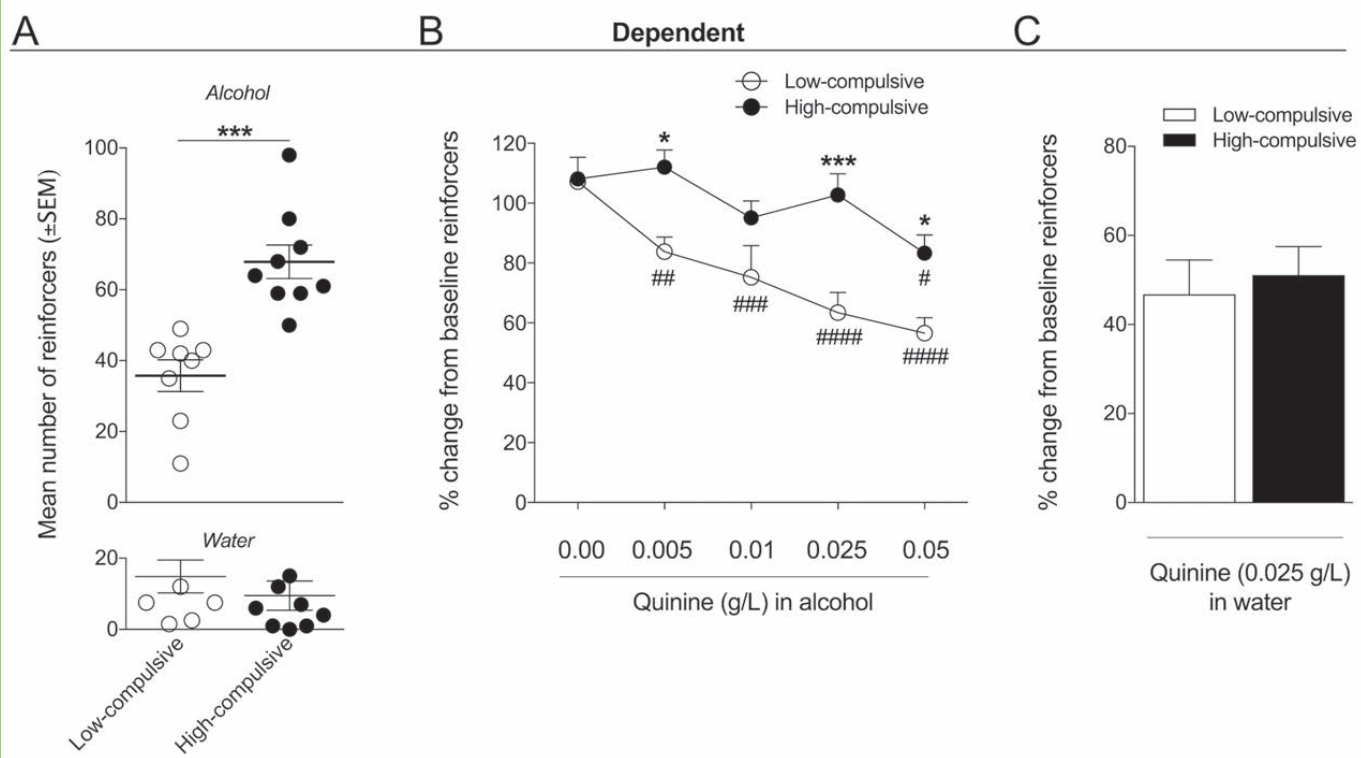 A
B
Dependent
C
Alcohol
***
Mean number of reinforcers (±SEM)
100
80
60
40
20
0
Water
20
0
Low-compulsive
High-compulsive
Low-compulsive
High-compulsive
% change from baseline reinforcers
120
100
80
60
40
20
0
*
***
*
##
###
####
#
####
0.00 0.005 0.01 0.025 0.05
Quinine (g/L) in alcohol
Low-compulsive
High-compulsive
% change from baseline reinforcers
80
60
40
20
0
Quinine (0.025 g/L)
in water